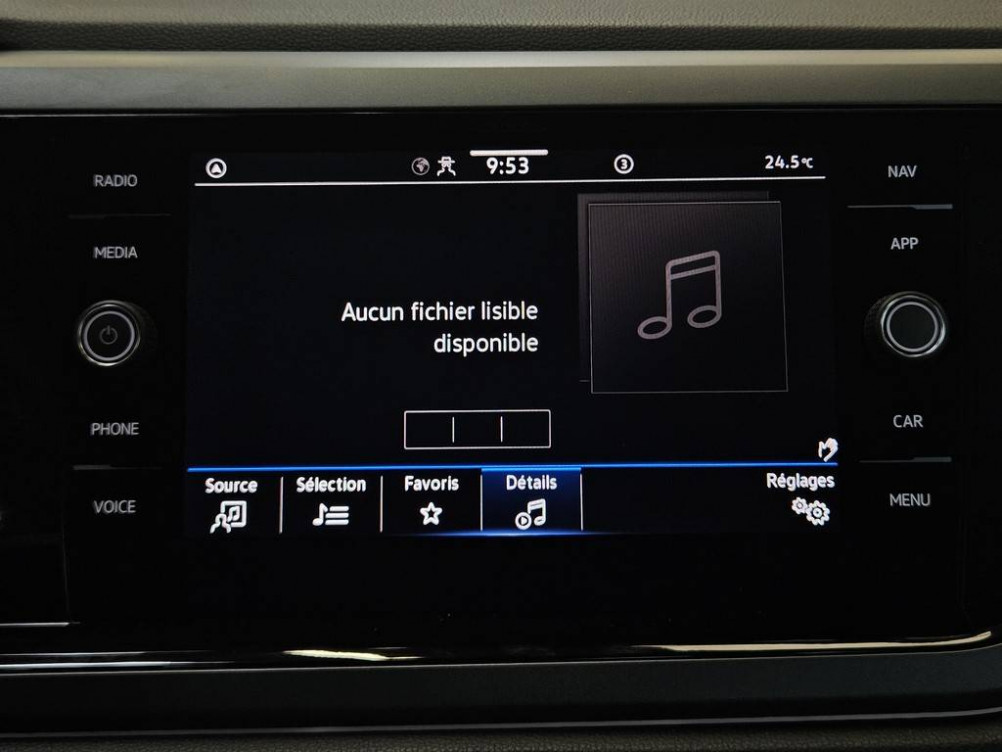 RADIO
MEDIA
PHONE
VOICE
A
9:53
3
24.5°C
Aucun fichier lisible
disponible
Source
Sélection
Favoris
Détails
Réglages
NAV
APP
CAR
MENU